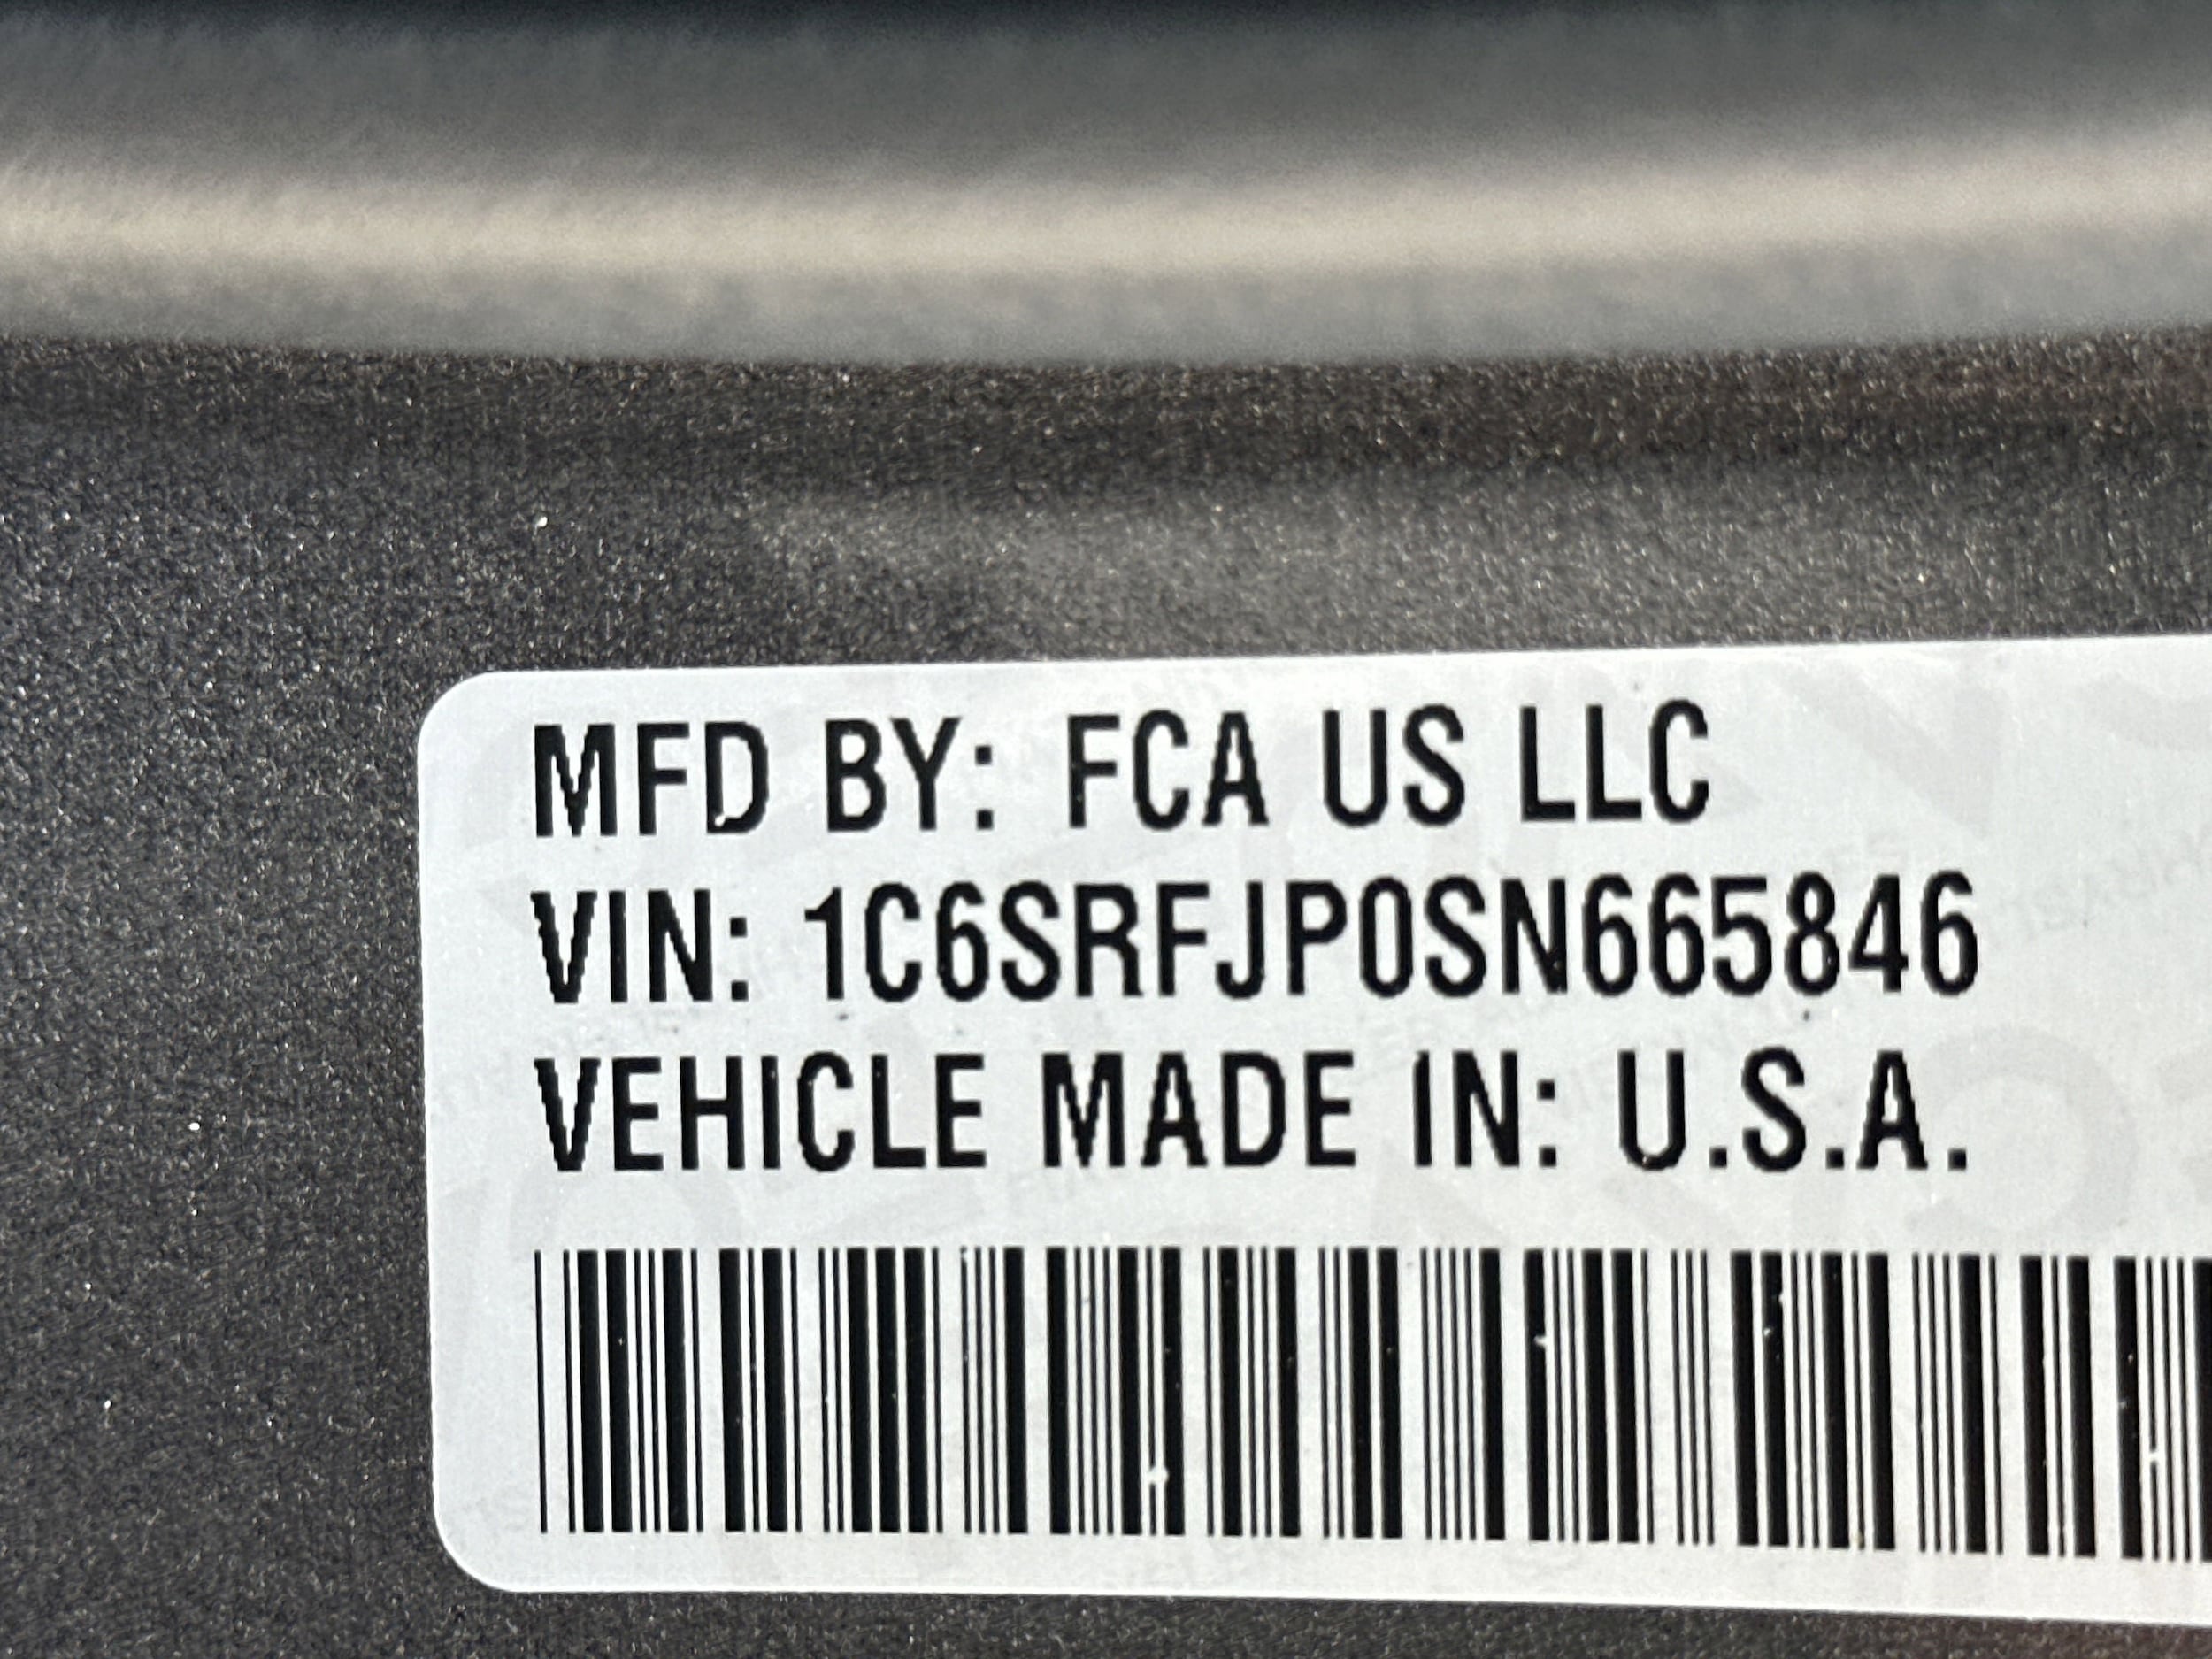 MFD BY: FCA US LLC
VIN: 1C6SRFJP0SN665846
VEHICLE MADE IN: U.S.A.